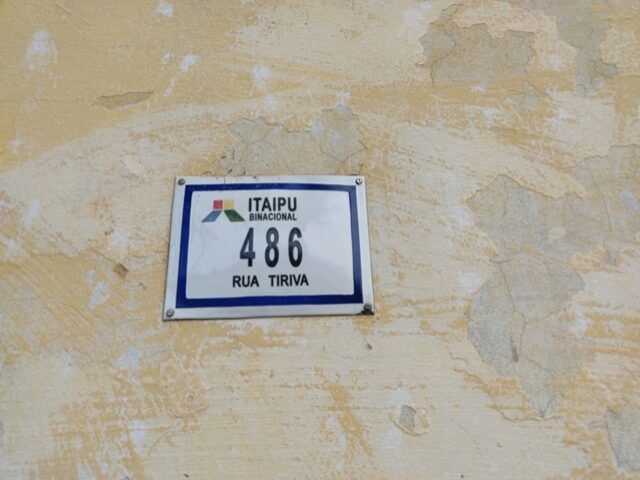 ITAIPU
BINACIONAL
486
RUA TIRIVA